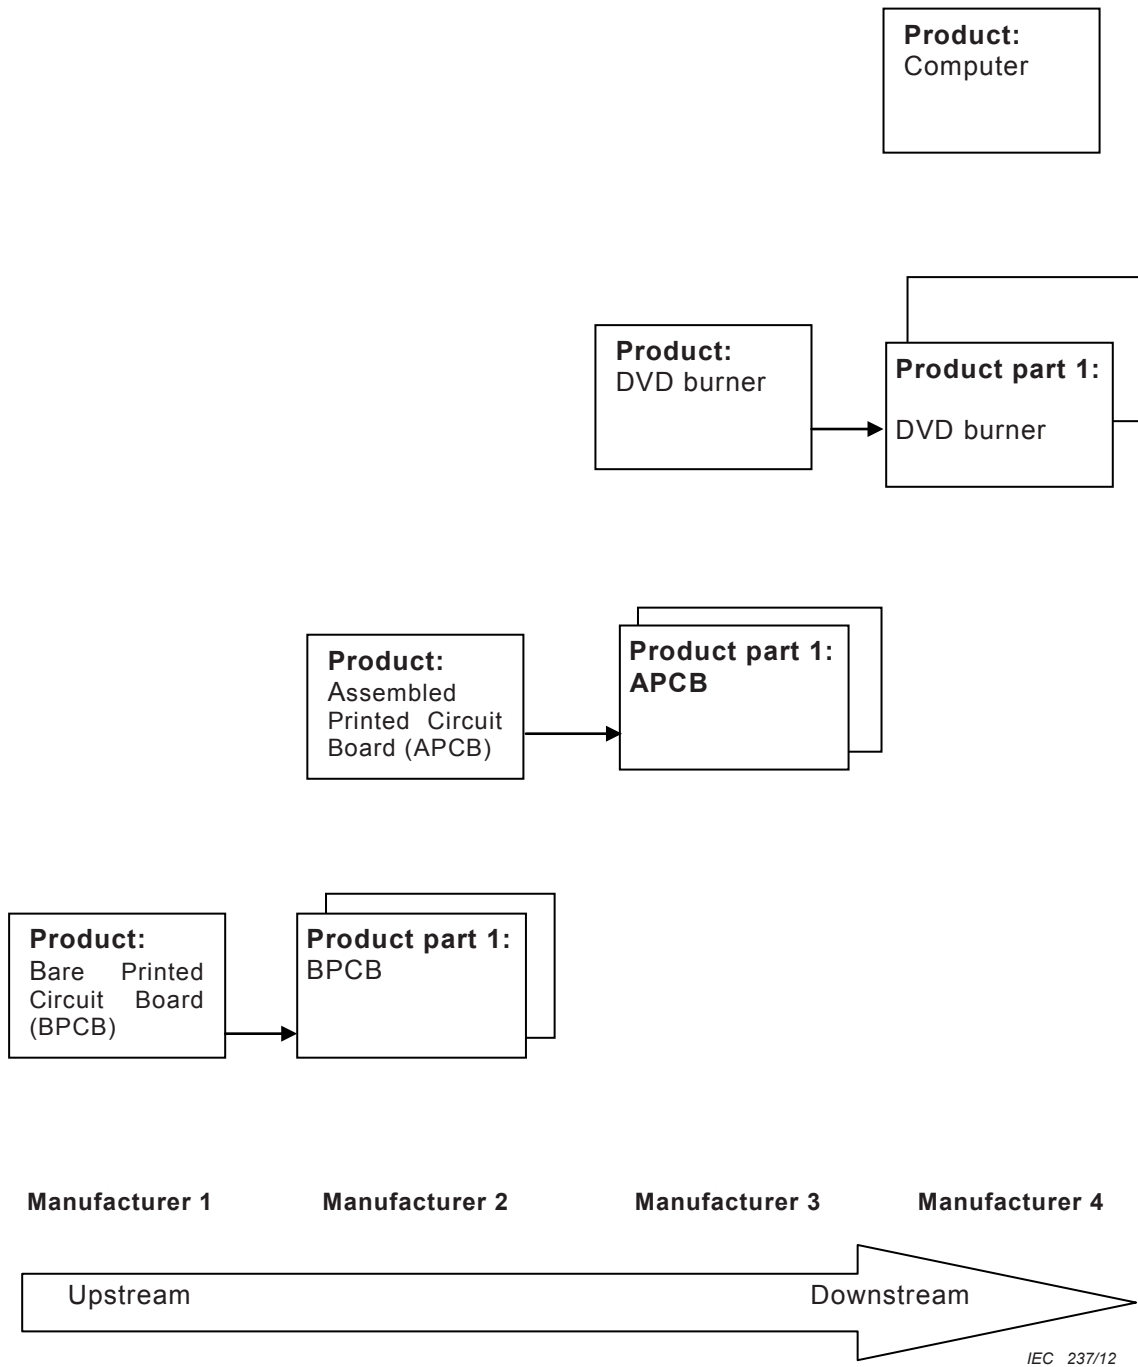 Product:
Computer
Product:
DVD burner
Product part 1:
DVD burner
Product:
Assembled
Printed Circuit
Board (APCB)
Product part 1:
APCB
Product:
Bare Printed
Circuit Board
(BPCB)
Product part 1:
BPCB
Manufacturer 1
Manufacturer 2
Manufacturer 3
Manufacturer 4
Upstream
Downstream
IEC 237/12